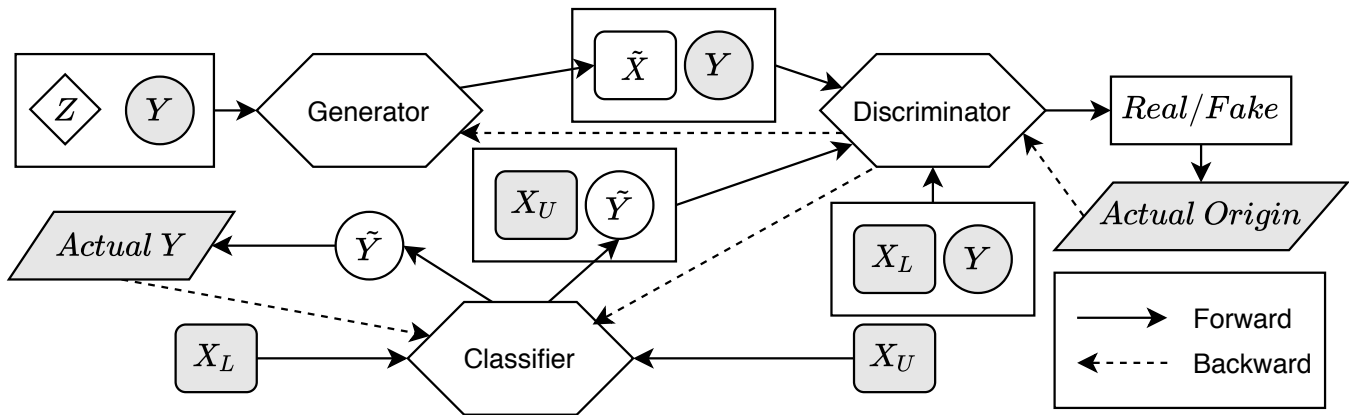 Z Y
Generator
X̃ Y
Discriminator
Real/Fake
Actual Origin
X_U Ỹ
X_L Y
Actual Y
Ỹ
X_L
Classifier
X_U
Forward
Backward